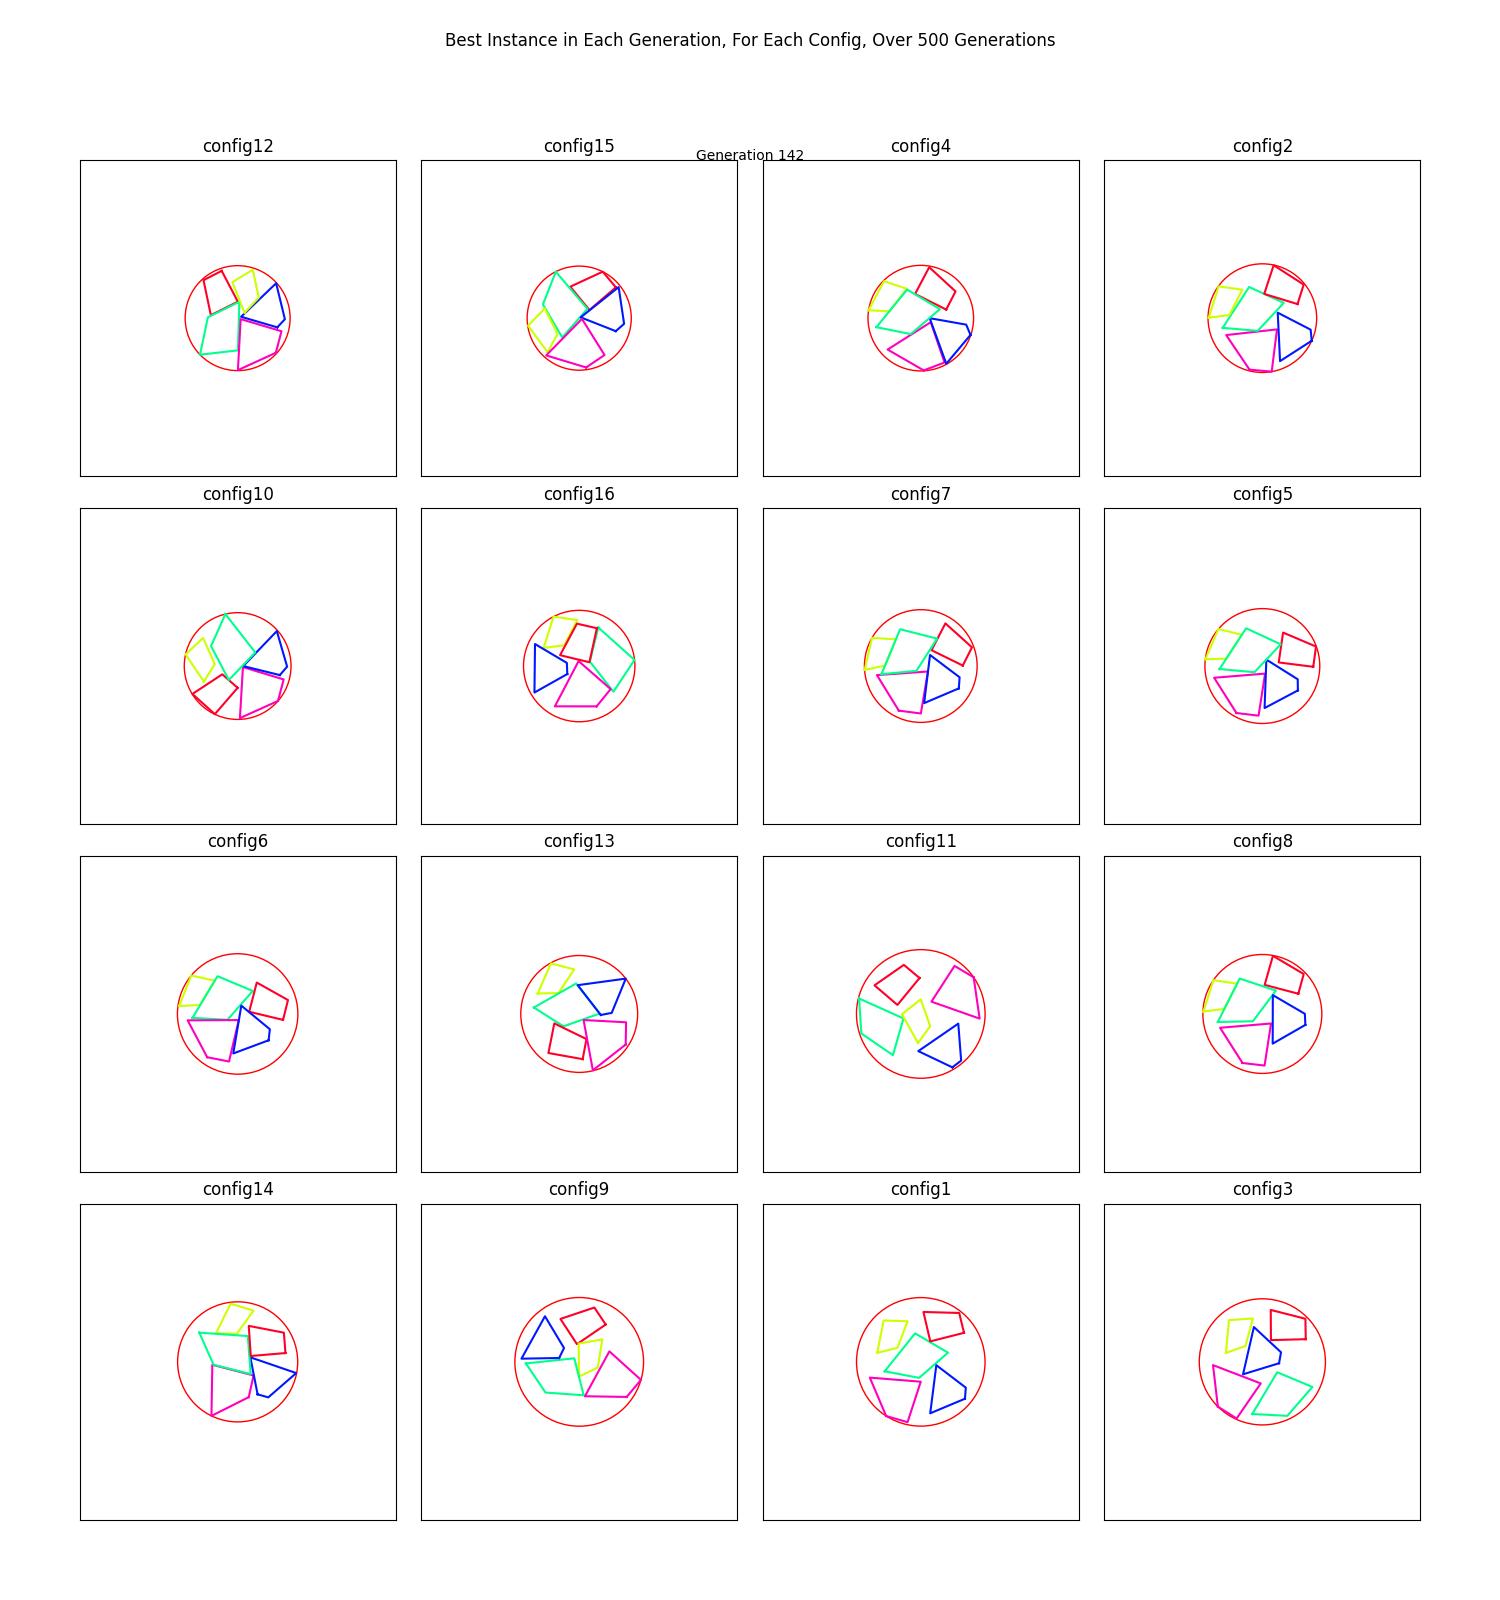 Best Instance in Each Generation, For Each Config, Over 500 Generations
Generation 142
config12
config15
config4
config2
config10
config16
config7
config5
config6
config13
config11
config8
config14
config9
config1
config3